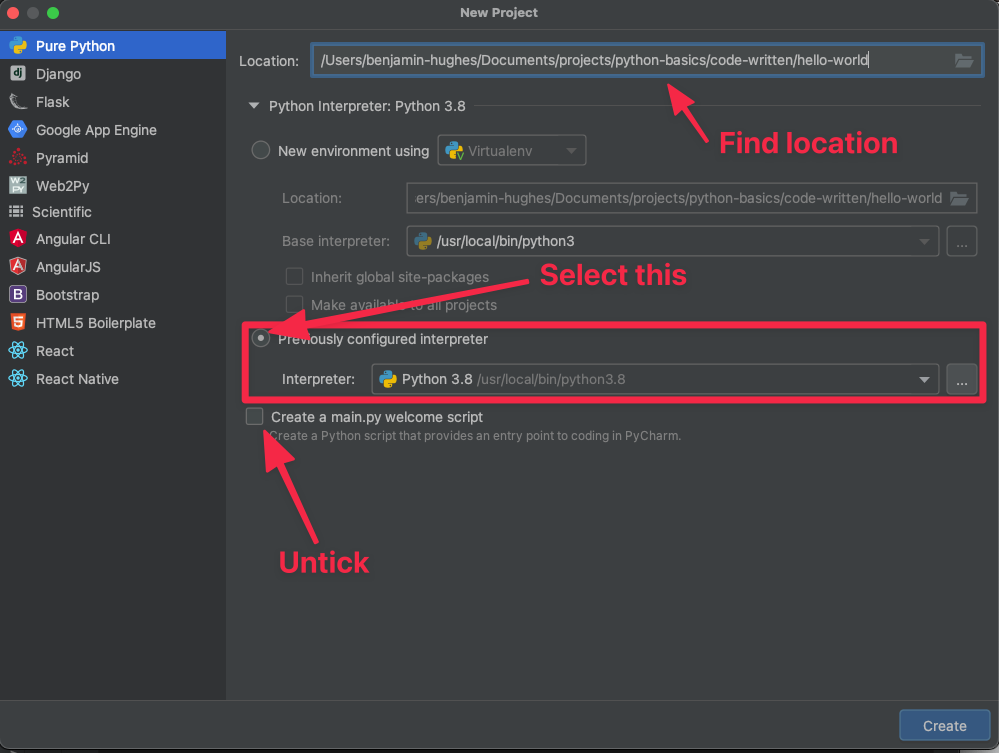 New Project
Pure Python
Django
Flask
Google App Engine
Pyramid
Web2Py
Scientific
Angular CLI
AngularJS
Bootstrap
HTML5 Boilerplate
React
React Native
Location: /Users/benjamin-hughes/Documents/projects/python-basics/code-written/hello-world
Find location
Python Interpreter: Python 3.8
New environment using Virtualenv
Location: ers/benjamin-hughes/Documents/projects/python-basics/code-written/hello-world
Base interpreter: /usr/local/bin/python3 ...
Inherit global site-packages
Select this
Make available to all projects
Previously configured interpreter
Interpreter: Python 3.8 /usr/local/bin/python3.8 ...
Create a main.py welcome script
Create a Python script that provides an entry point to coding in PyCharm.
Untick
Create